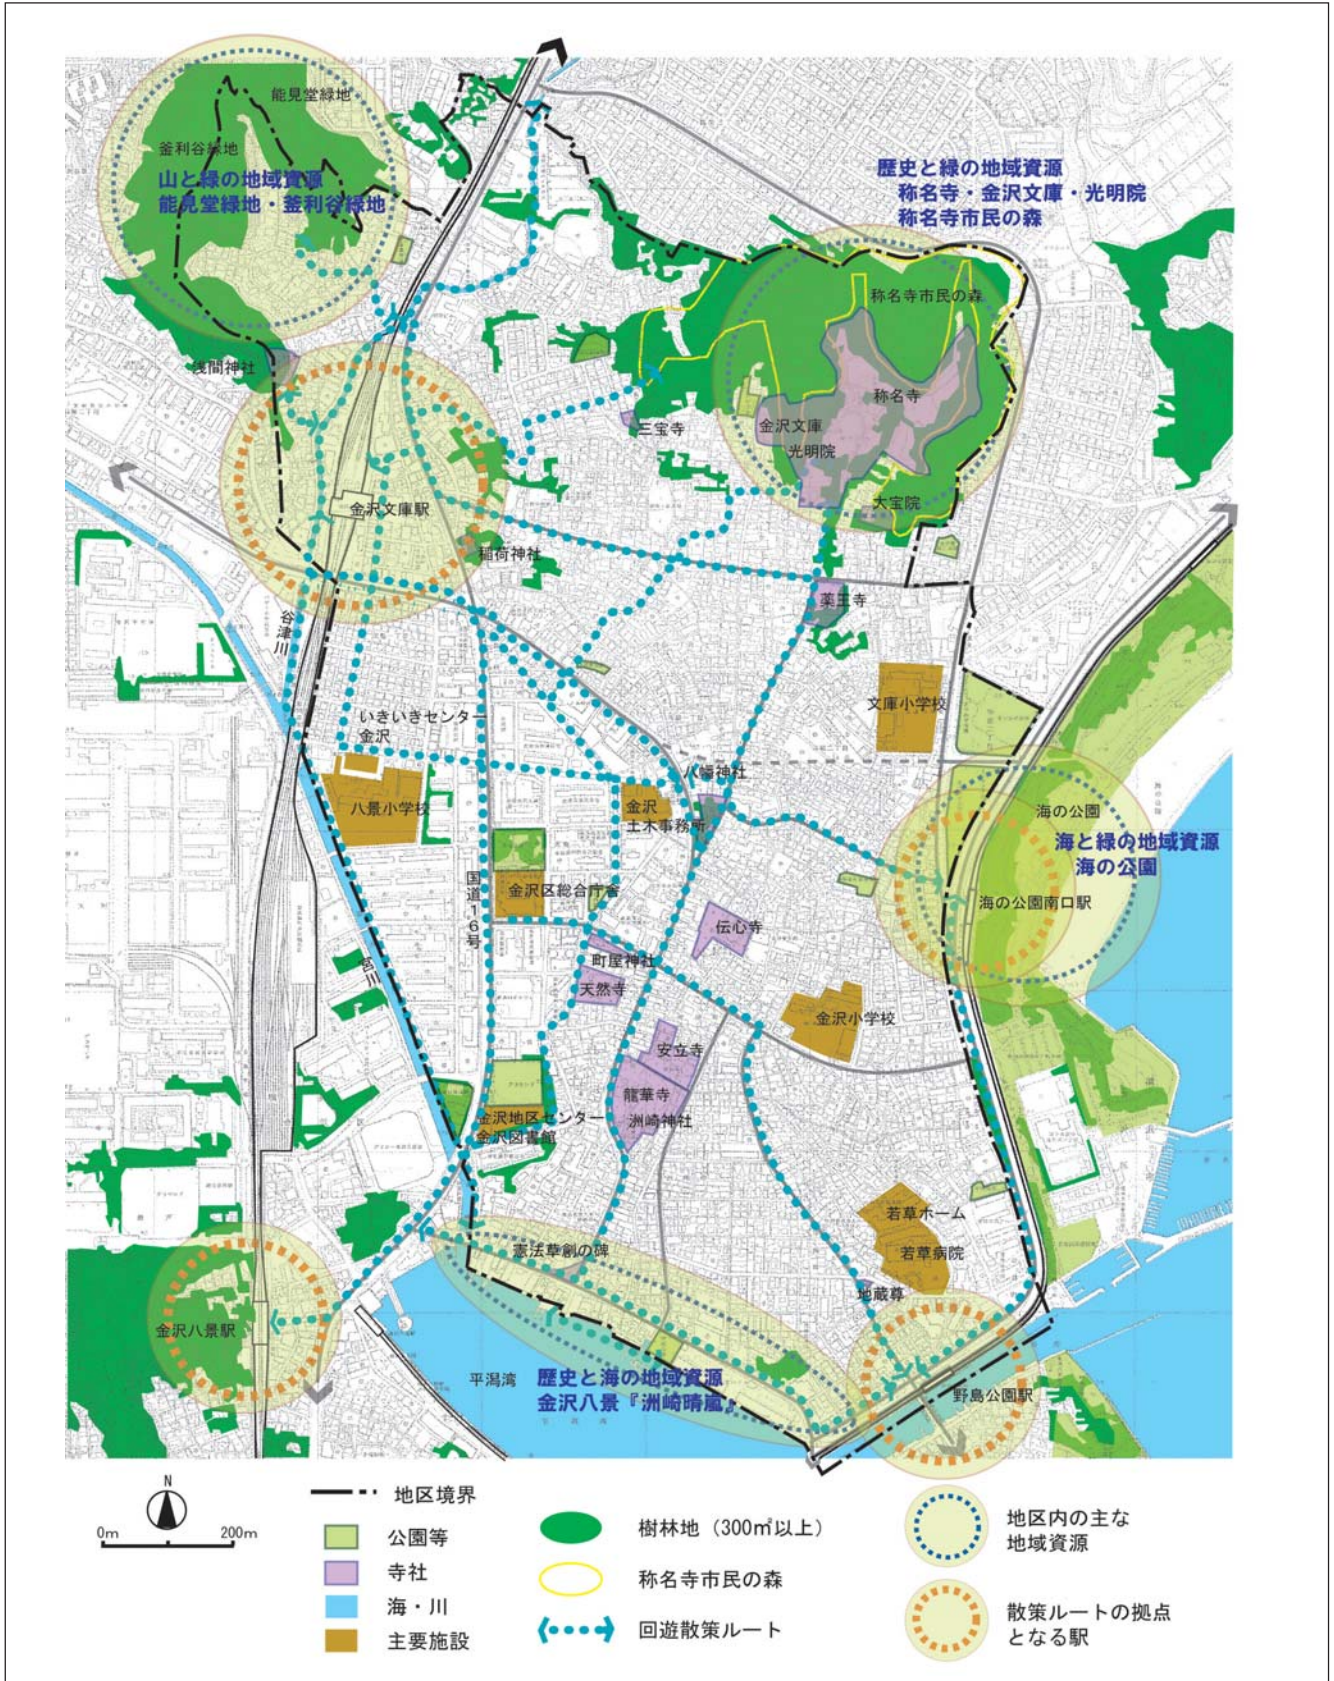 能見堂緑地
釜利谷緑地
山と緑の地域資源
能見堂緑地・釜利谷緑地
歴史と緑の地域資源
称名寺・金沢文庫・光明院
称名寺市民の森
称名寺市民の森
浅間神社
称名寺
三宝寺
金沢文庫
光明院
大宝院
金沢文庫駅
稲荷神社
薬王寺
谷津川
文庫小学校
いきいきセンター
金沢
八幡神社
八景小学校
金沢
土木事務所
海の公園
海と緑の地域資源
海の公園
国道16号
金沢区総合庁舎
海の公園南口駅
伝心寺
町屋神社
宮川
天然寺
金沢小学校
安立寺
龍華寺
洲崎神社
金沢地区センター
金沢図書館
若草ホーム
若草病院
憲法草創の碑
地蔵尊
金沢八景駅
平潟湾
歴史と海の地域資源
金沢八景『洲崎晴嵐』
野島公園駅
N
0m 200m
地区境界
公園等
寺社
海・川
主要施設
樹林地（300㎡以上）
称名寺市民の森
回遊散策ルート
地区内の主な
地域資源
散策ルートの拠点
となる駅